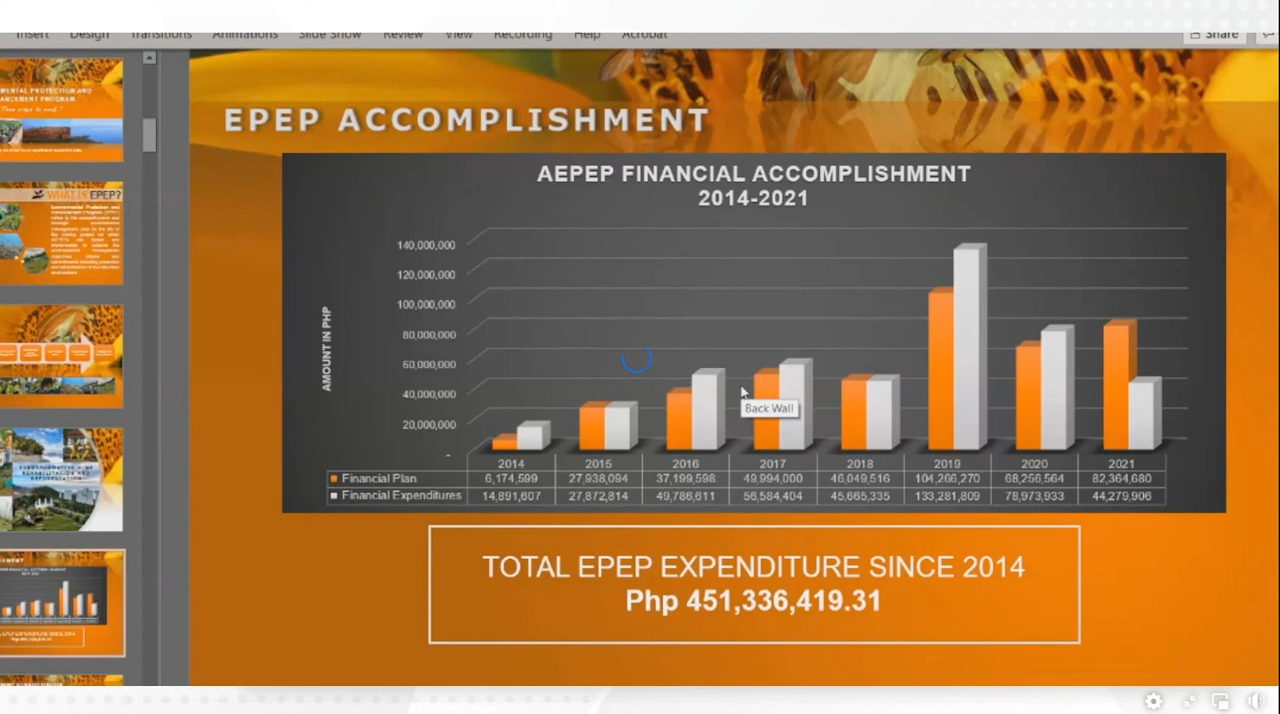 Insert Design Transitions Animations Slide Show Review View Recording Help Acrobat Share
EPEP ACCOMPLISHMENT
AEPEP FINANCIAL ACCOMPLISHMENT
2014-2021
AMOUNT IN PHP
140,000,000
120,000,000
100,000,000
80,000,000
60,000,000
40,000,000
20,000,000
-
Back Wall
2014 2015 2016 2017 2018 2019 2020 2021
Financial Plan 6,174,599 27,938,094 37,199,598 49,994,000 46,049,516 104,266,270 68,256,564 82,364,680
Financial Expenditures 14,891,607 27,872,814 49,786,611 56,584,404 45,665,335 133,281,809 78,973,933 44,279,906
TOTAL EPEP EXPENDITURE SINCE 2014
Php 451,336,419.31
WHAT IS EPEP?